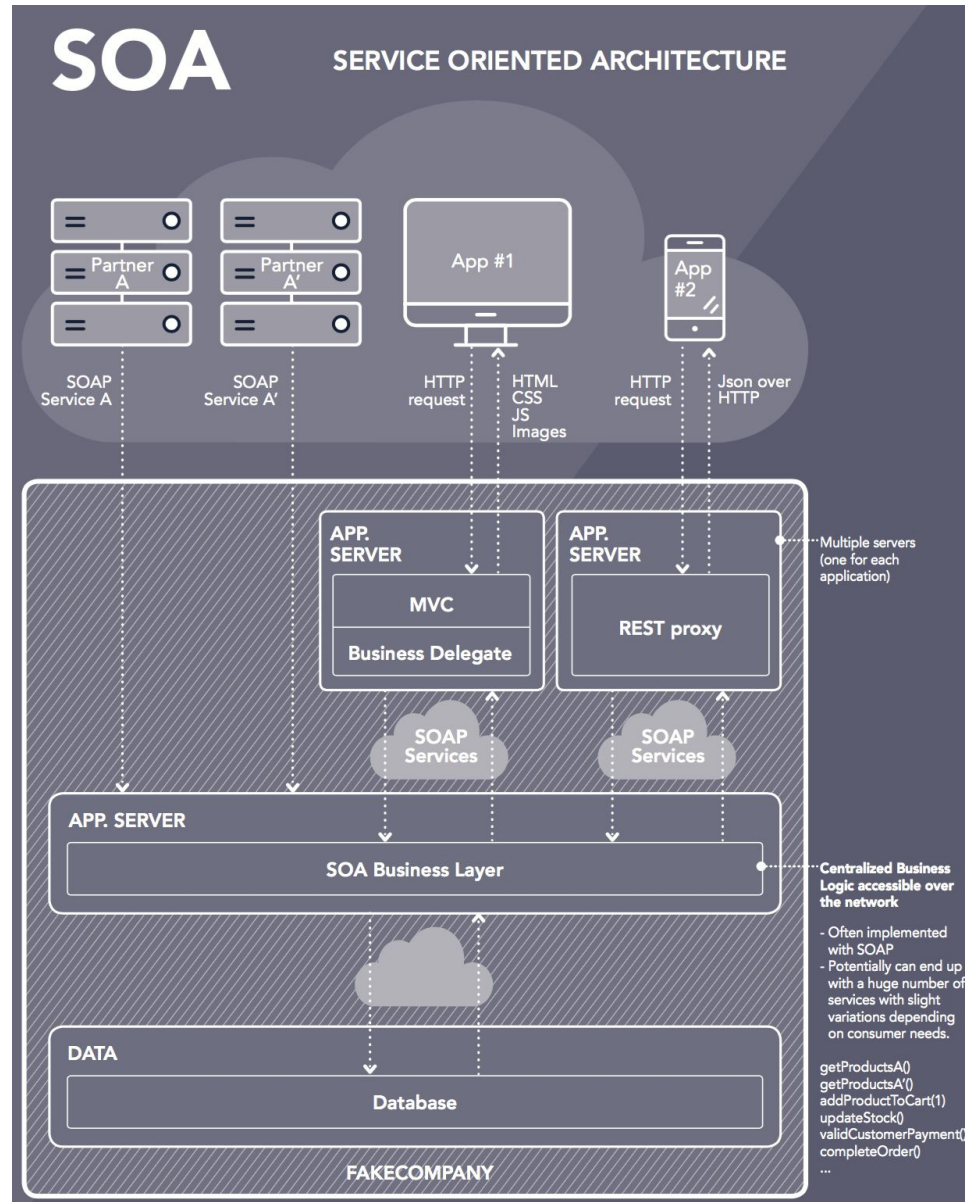 SOA
SERVICE ORIENTED ARCHITECTURE
Partner
A
Partner
A'
App #1
App
#2
SOAP
Service A
SOAP
Service A'
HTTP
request
HTML
CSS
JS
Images
HTTP
request
Json over
HTTP
APP.
SERVER
MVC
Business Delegate
APP.
SERVER
REST proxy
Multiple servers
(one for each
application)
SOAP
Services
SOAP
Services
APP. SERVER
SOA Business Layer
Centralized Business
Logic accessible over
the network
- Often implemented
with SOAP
- Potentially can end up
with a huge number of
services with slight
variations depending
on consumer needs.
getProductsA()
getProductsA'()
addProductToCart(1)
updateStock()
validCustomerPayment()
completeOrder()
...
DATA
Database
FAKECOMPANY